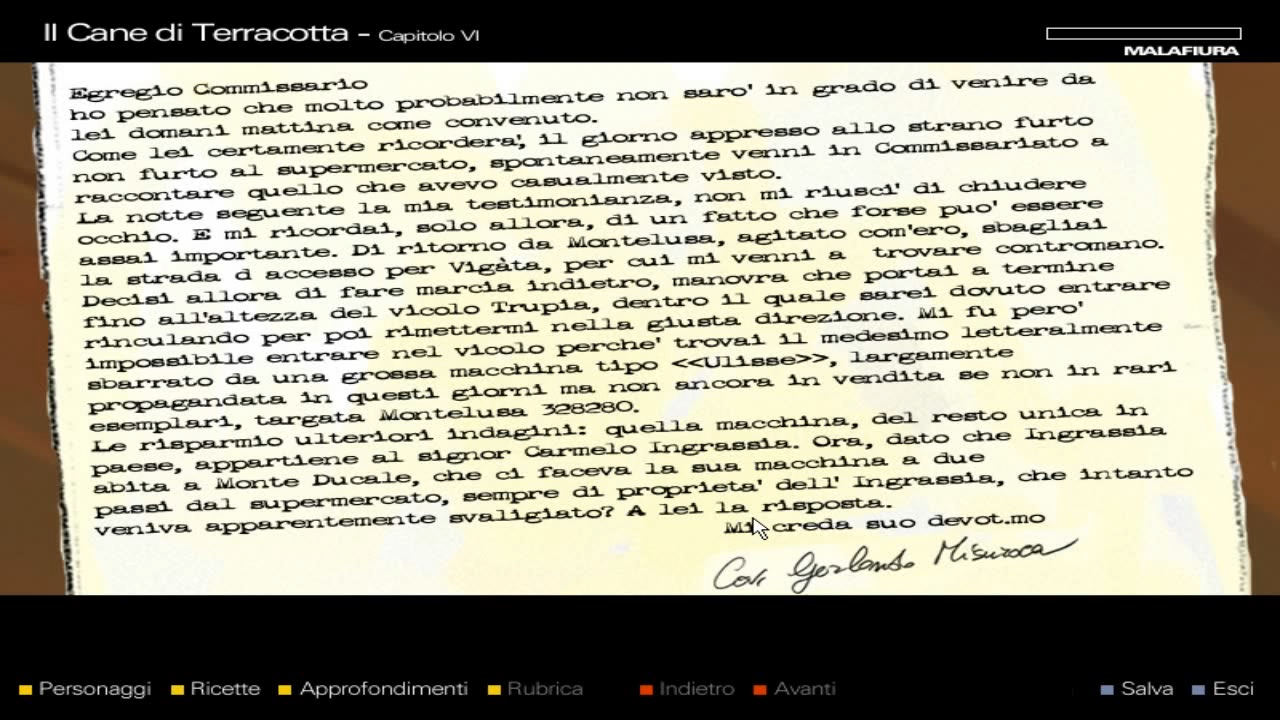 Il Cane di Terracotta - Capitolo VI
MALAFIURA
Egregio Commissario
ho pensato che molto probabilmente non saro' in grado di venire da
lei domani mattina come convenuto.
Come lei certamente ricordera', il giorno appresso allo strano furto
non furto al supermercato, spontaneamente venni in Commissariato a
raccontare quello che avevo casualmente visto.
La notte seguente la mia testimonianza, non mi riusci' di chiudere
occhio. E mi ricordai, solo allora, di un fatto che forse puo' essere
assai importante. Di ritorno da Montelusa, agitato com'ero, sbagliai
la strada d accesso per Vigàta, per cui mi venni a trovare contromano.
Decisi allora di fare marcia indietro, manovra che portai a termine
fino all'altezza del vicolo Trupia, dentro il quale sarei dovuto entrare
rinculando per poi rimettermi nella giusta direzione. Mi fu pero'
impossibile entrare nel vicolo perche' trovai il medesimo letteralmente
sbarrato da una grossa macchina tipo <<Ulisse>>, largamente
propagandata in questi giorni ma non ancora in vendita se non in rari
esemplari, targata Montelusa 328280.
Le risparmio ulteriori indagini: quella macchina, del resto unica in
paese, appartiene al signor Carmelo Ingrassia. Ora, dato che Ingrassia
abita a Monte Ducale, che ci faceva la sua macchina a due
passi dal supermercato, sempre di proprieta' dell' Ingrassia, che intanto
veniva apparentemente svaligiato? A lei la risposta.
Mi creda suo devot.mo
Cav. Gerlando Misuraca
Personaggi Ricette Approfondimenti Rubrica Indietro Avanti Salva Esci